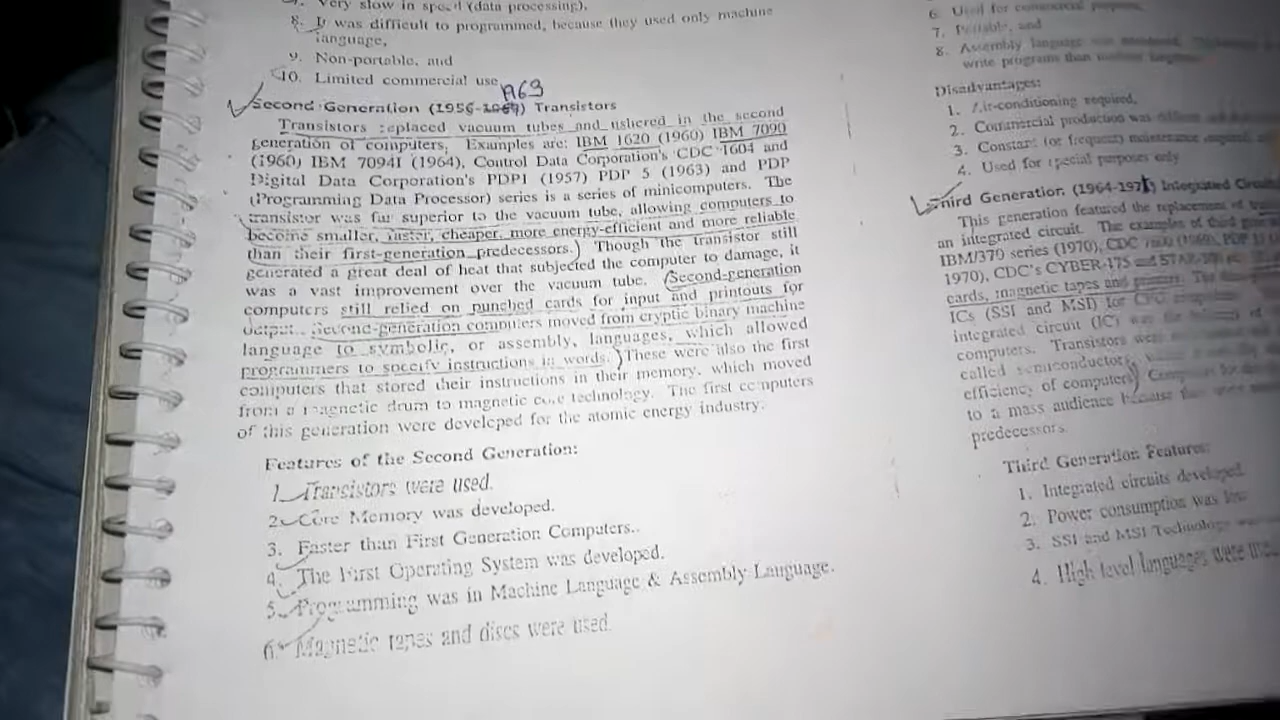 Very slow in speed (data processing),
8. It was difficult to programmed, because they used only machine
language,
9. Non-portable, and
10. Limited commercial use
1963
Second Generation (1956- ) Transistors
Transistors replaced vacuum tubes and ushered in the second
generation of computers, Examples are: IBM 1620 (1960) IBM 7090
(1960) IBM 7094I (1964), Control Data Corporation's CDC 1604 and
Digital Data Corporation's PDP1 (1957) PDP 5 (1963) and PDP
(Programming Data Processor) series is a series of minicomputers. The
transistor was far superior to the vacuum tube, allowing computers to
become smaller, faster, cheaper, more energy-efficient and more reliable
than their first-generation predecessors. Though the transistor still
generated a great deal of heat that subjected the computer to damage, it
was a vast improvement over the vacuum tube. Second-generation
computers still relied on punched cards for input and printouts for
output. Second-generation computers moved from cryptic binary machine
language to symbolic, or assembly, languages, which allowed
programmers to specify instructions in words. These were also the first
computers that stored their instructions in their memory, which moved
from a magnetic drum to magnetic core technology. The first computers
of this generation were developed for the atomic energy industry.
Features of the Second Generation:
1. Transistors were used.
2. Core Memory was developed.
3. Faster than First Generation Computers..
4. The First Operating System was developed.
5. Programming was in Machine Language & Assembly Language.
6. Magnetic tapes and discs were used.
6. Used for commercial purpose,
7. Portable, and
8. Assembly language was
write programs than
Disadvantages:
1. Air-conditioning required,
2. Commercial production was
3. Constant (or frequent) maintenance required,
4. Used for special purposes only
Third Generation (1964-1971) Integrated
This generation featured the replacement of
an integrated circuit. The examples of third
IBM/370 series (1970), CDC
1970), CDC's CYBER-175 and
cards, magnetic tapes and printers. The
ICs (SSI and MSI) for CPU
integrated circuit (IC) was the
computers. Transistors were
called semiconductors,
efficiency of computers
to a mass audience because they were
predecessors.
Third Generation Features:
1. Integrated circuits developed.
2. Power consumption was low
3. SSI and MSI Technology
4. High level languages were